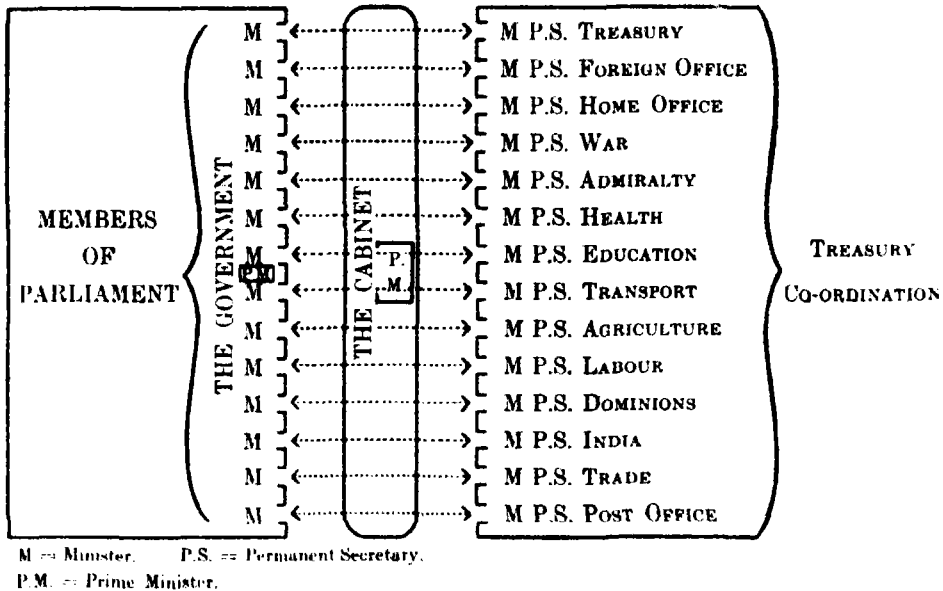 M M P.S. TREASURY
M M P.S. FOREIGN OFFICE
M M P.S. HOME OFFICE
M M P.S. WAR
M M P.S. ADMIRALTY
M M P.S. HEALTH
M M P.S. EDUCATION
M M P.S. TRANSPORT
M M P.S. AGRICULTURE
M M P.S. LABOUR
M M P.S. DOMINIONS
M M P.S. INDIA
M M P.S. TRADE
M M P.S. POST OFFICE
MEMBERS
OF
PARLIAMENT
THE GOVERNMENT
THE CABINET
P.
M.
TREASURY
CO-ORDINATION
M = Minister. P.S. = Permanent Secretary.
P.M. = Prime Minister.